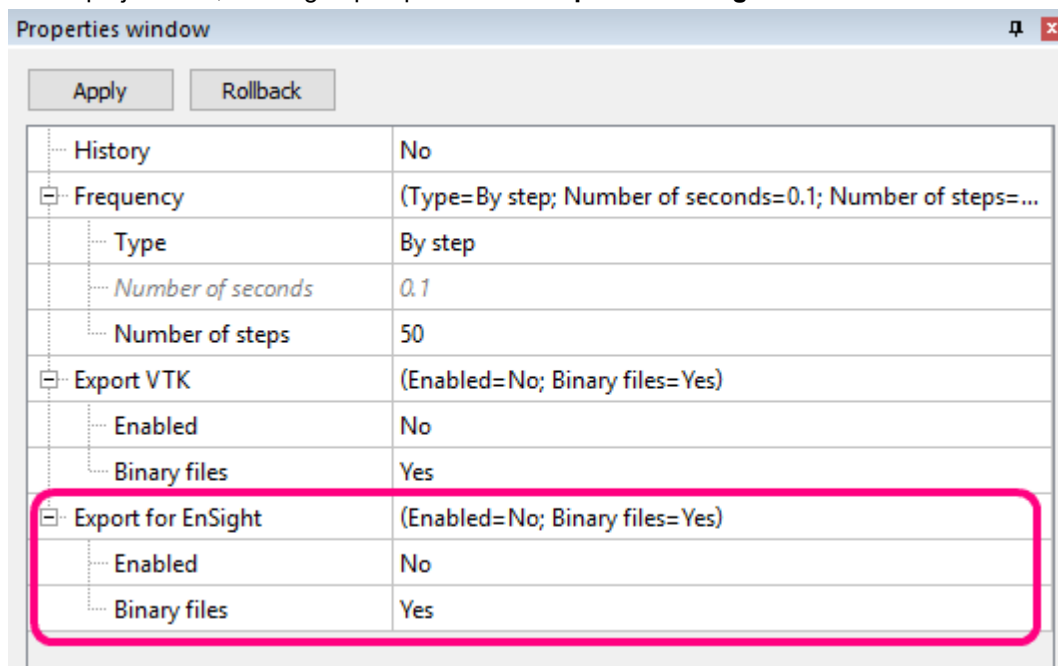 Properties window
Apply Rollback
History No
Frequency (Type=By step; Number of seconds=0.1; Number of steps=...
Type By step
Number of seconds 0.1
Number of steps 50
Export VTK (Enabled=No; Binary files=Yes)
Enabled No
Binary files Yes
Export for EnSight (Enabled=No; Binary files=Yes)
Enabled No
Binary files Yes